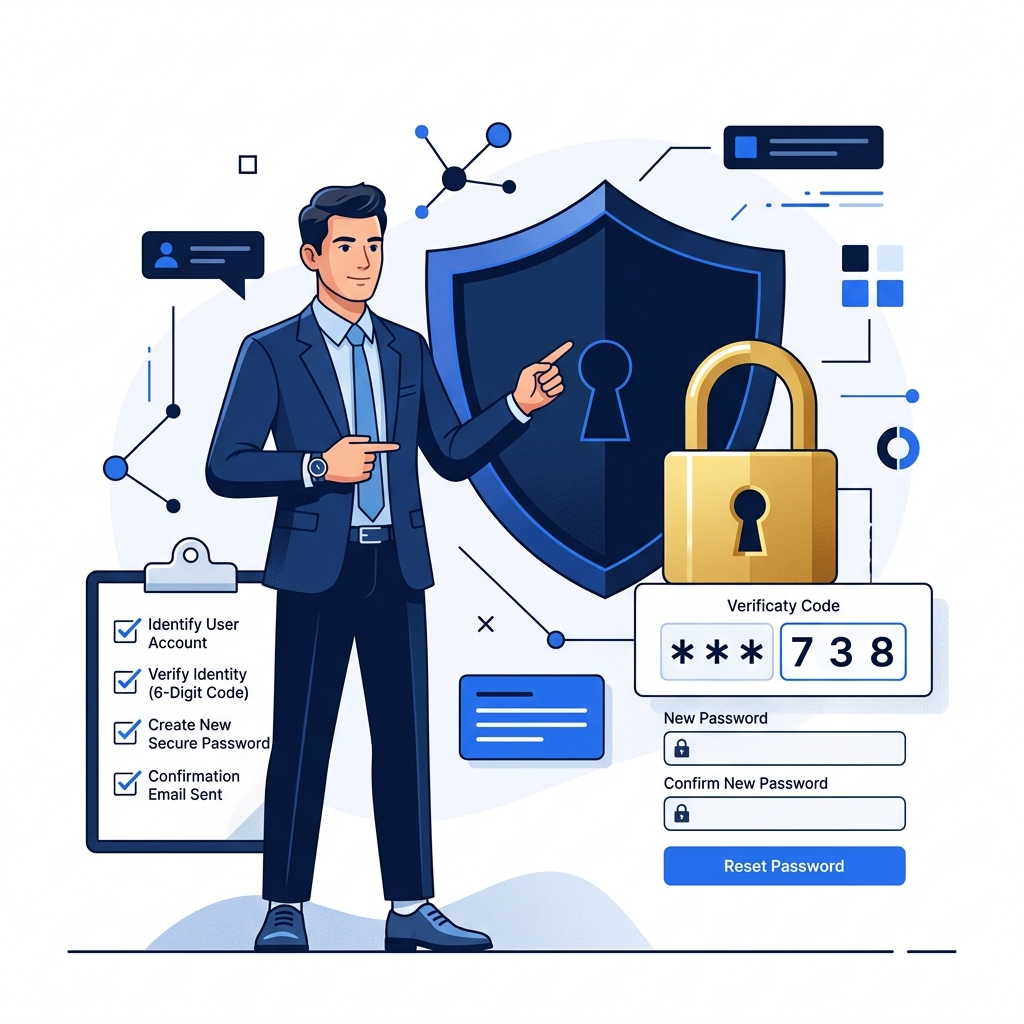 Identify User
Account
Verify Identity
(6-Digit Code)
Create New
Secure Password
Confirmation
Email Sent
Verificaty Code
*** 738
New Password
Confirm New Password
Reset Password